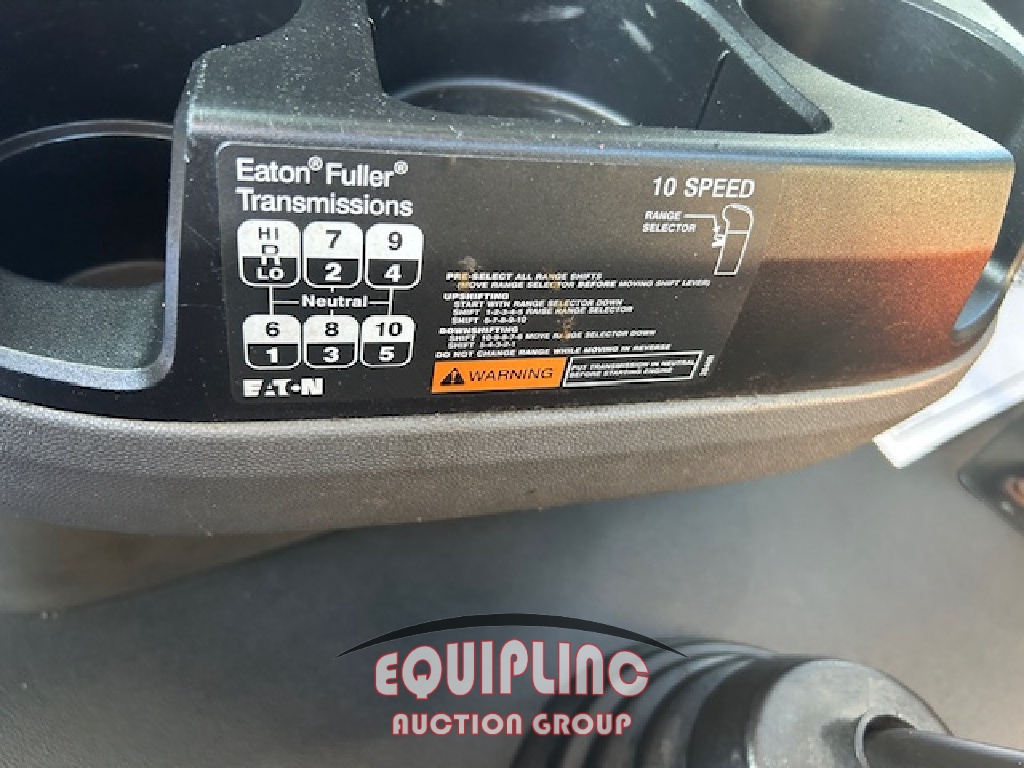 Eaton® Fuller®
Transmissions
10 SPEED
RANGE
SELECTOR
HI 7 9
R 2 4
LO
Neutral
6 8 10
1 3 5
EATON
PRE-SELECT ALL RANGE SHIFTS
(MOVE RANGE SELECTOR BEFORE MOVING SHIFT LEVER)
UPSHIFTING
START WITH RANGE SELECTOR DOWN
SHIFT 1-2-3-4-5 RAISE RANGE SELECTOR
SHIFT 6-7-8-9-10
DOWNSHIFTING
SHIFT 10-9-8-7-6 MOVE RANGE SELECTOR DOWN
SHIFT 5-4-3-2-1
DO NOT CHANGE RANGE WHILE MOVING IN REVERSE
WARNING
PUT TRANSMISSION IN NEUTRAL
BEFORE STARTING ENGINE
EQUIPLINC
AUCTION GROUP